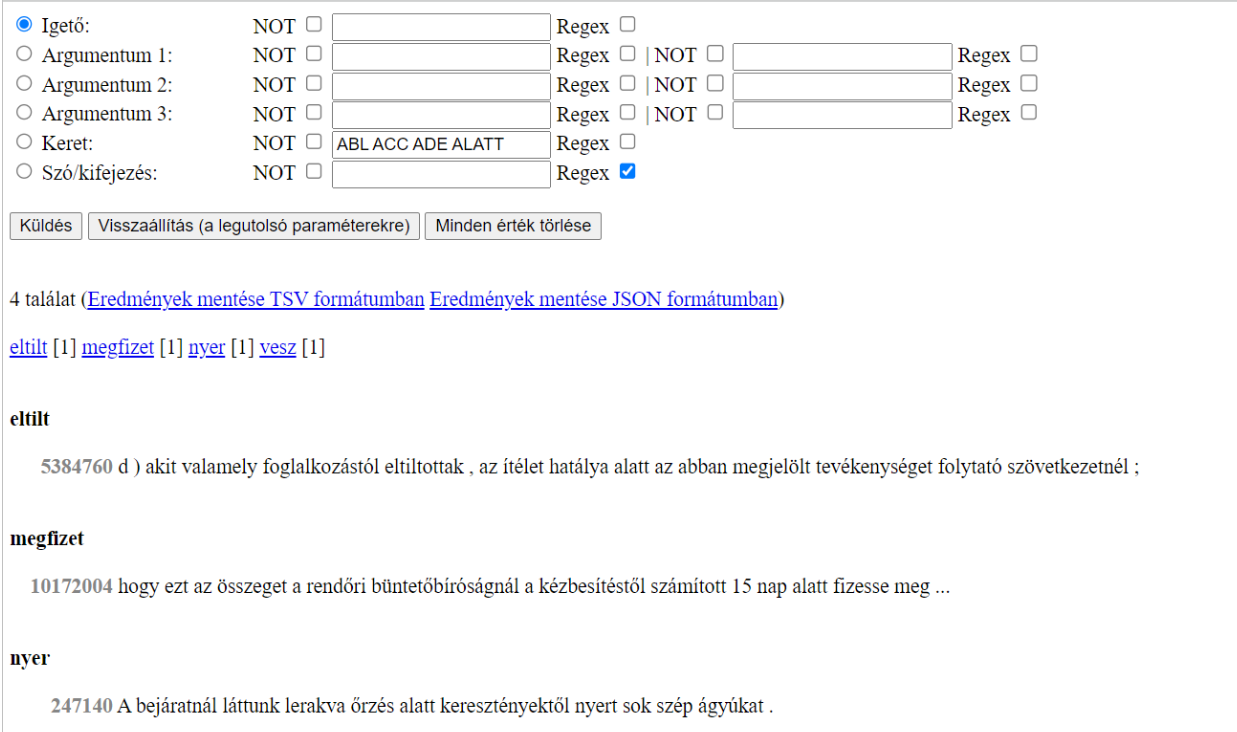 Igető: NOT Regex
Argumentum 1: NOT Regex | NOT Regex
Argumentum 2: NOT Regex | NOT Regex
Argumentum 3: NOT Regex | NOT Regex
Keret: NOT ABL ACC ADE ALATT Regex
Szó/kifejezés: NOT Regex
Küldés Visszaállítás (a legutolsó paraméterekre) Minden érték törlése
4 találat (Eredmények mentése TSV formátumban Eredmények mentése JSON formátumban)
eltilt [1] megfizet [1] nyer [1] vesz [1]
eltilt
5384760 d ) akit valamely foglalkozástól eltiltottak , az ítélet hatálya alatt az abban megjelölt tevékenységet folytató szövetkezetnél ;
megfizet
10172004 hogy ezt az összeget a rendőri büntetőbíróságnál a kézbesítéstől számított 15 nap alatt fizesse meg ...
nyer
247140 A bejáratnál láttunk lerakva őrzés alatt keresztényektől nyert sok szép ágyúkat .